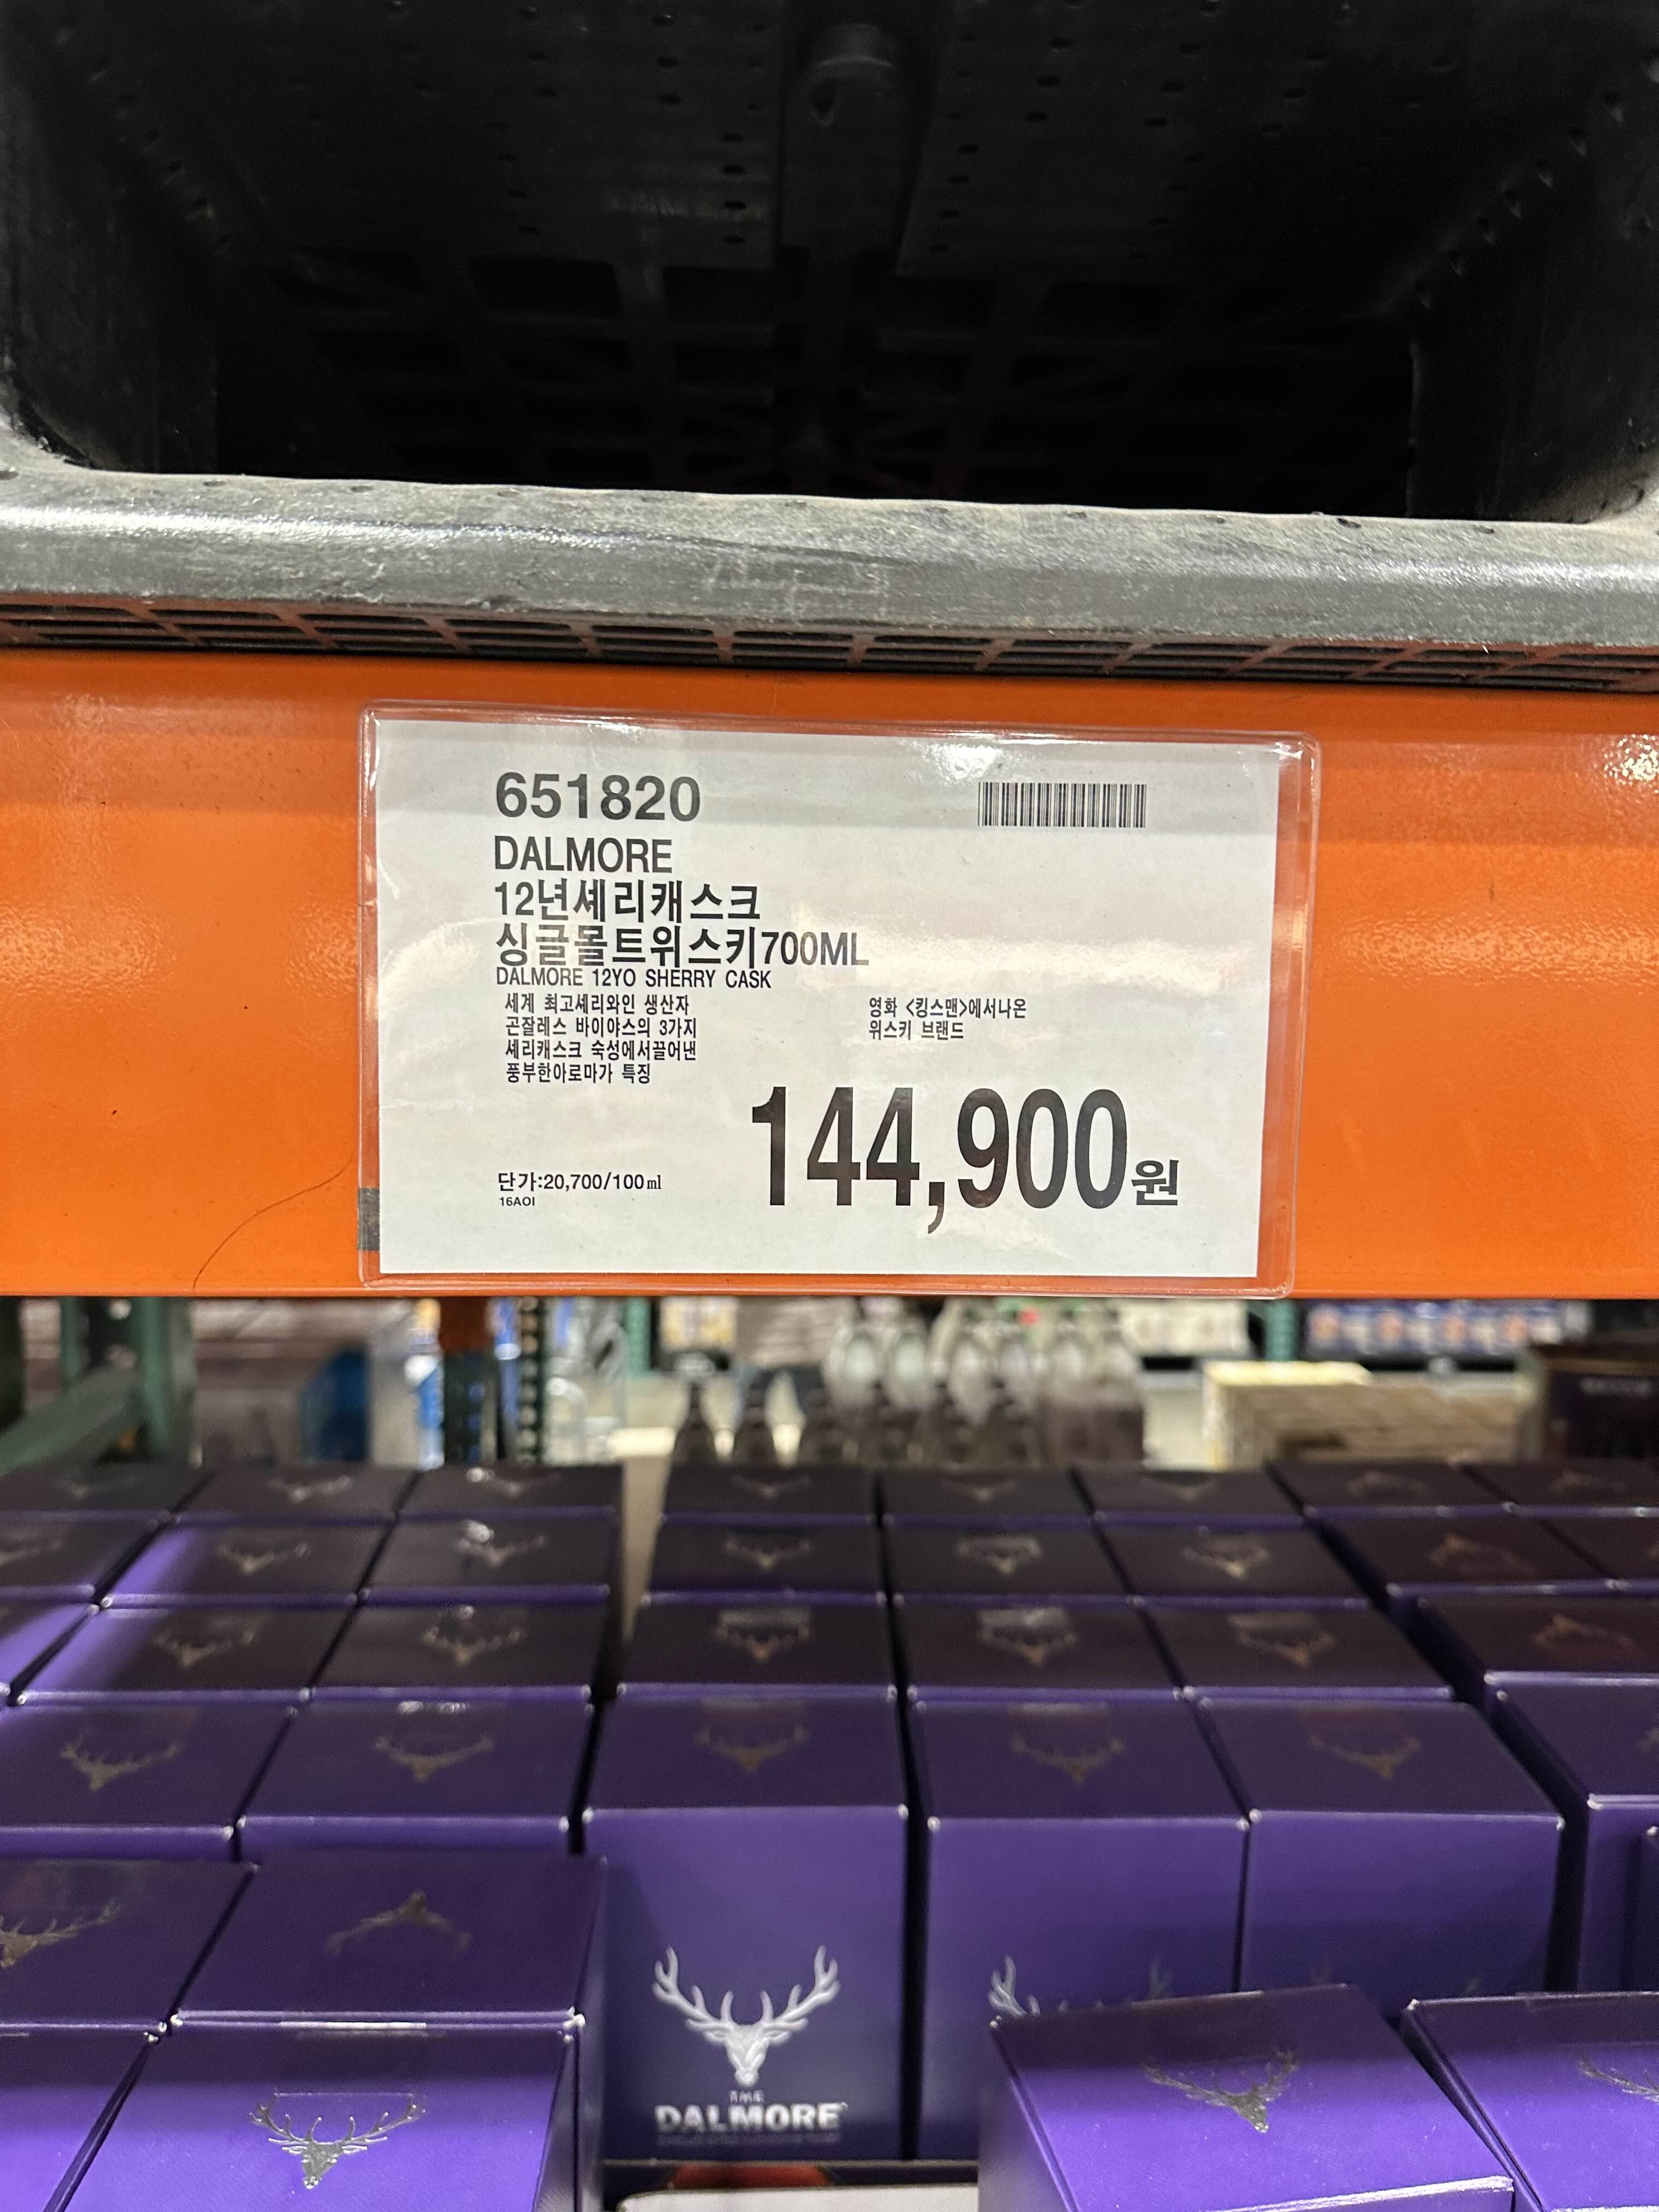 651820
DALMORE
12년셰리캐스크
싱글몰트위스키700ML
DALMORE 12YO SHERRY CASK
세계 최고셰리와인 생산자
곤잘레스 바이야스의 3가지
셰리캐스크 숙성에서끌어낸
풍부한아로마가 특징
영화 <킹스맨>에서나온
위스키 브랜드
144,900원
단가:20,700/100㎖
16AOI
THE
DALMORE